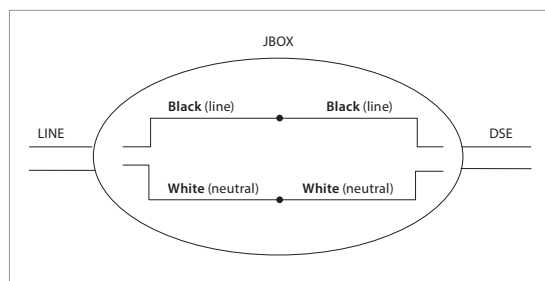 JBOX
Black (line) Black (line)
LINE DSE
White (neutral) White (neutral)